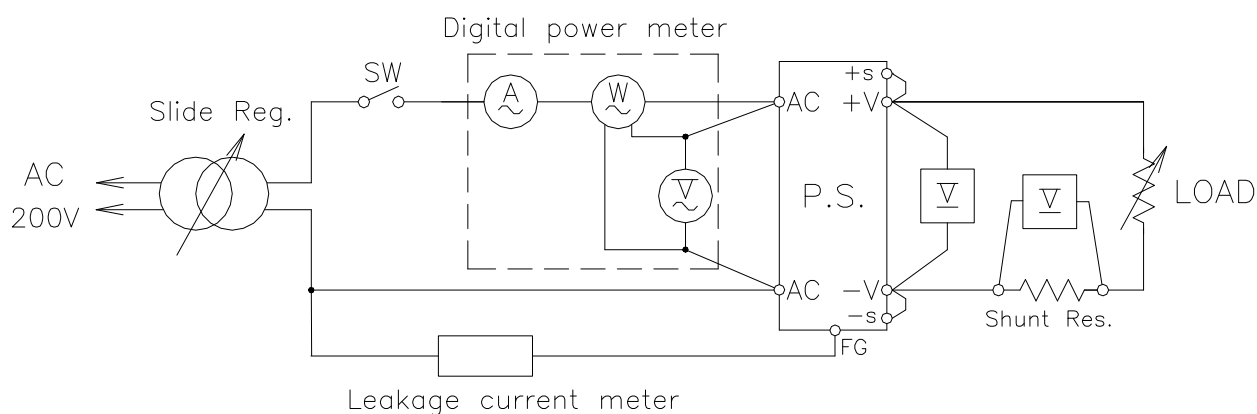 Digital power meter
SW
A
W
+s
AC
+V
Slide Reg.
AC
200V
V
P.S.
V
V
LOAD
AC
-V
-s
Shunt Res.
FG
Leakage current meter